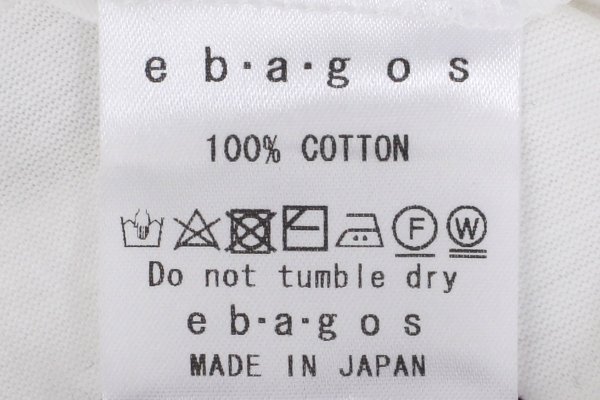 e b·a·g o s
100% COTTON
F W
Do not tumble dry
e b·a·g o s
MADE IN JAPAN